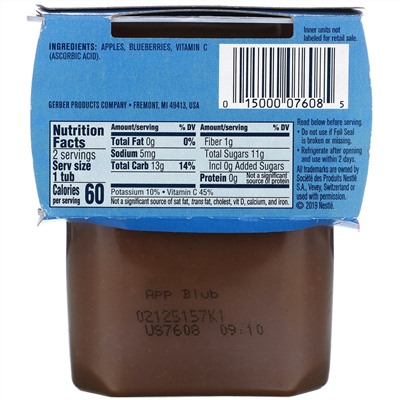 Inner units not
labeled for retail sale.
INGREDIENTS: APPLES, BLUEBERRIES, VITAMIN C
(ASCORBIC ACID).
GERBER PRODUCTS COMPANY • FREMONT, MI 49413, USA
0 15000 07608 5
Nutrition
Facts
2 servings
Serv size
1 tub
Calories
per serving 60
Amount/serving % DV
Total Fat 0g 0%
Sodium 5mg
Total Carb 13g 14%
Amount/serving % DV
Fiber 1g
Total Sugars 11g
Incl 0g Added Sugars
Protein 0g Not a significant
source of protein
Potassium 10% • Vitamin C 45%
Not a significant source of sat fat, trans fat, cholest, vit D, calcium, and iron.
Read below before serving.
• Do not use if Foil Seal
is broken or missing.
• Refrigerate after opening
and use within 2 days.
All trademarks are owned by
Société des Produits Nestlé
S.A., Vevey, Switzerland or
used with permission.
© 2019 Nestlé.
APP Blub
02125157K1
US7608 09:10